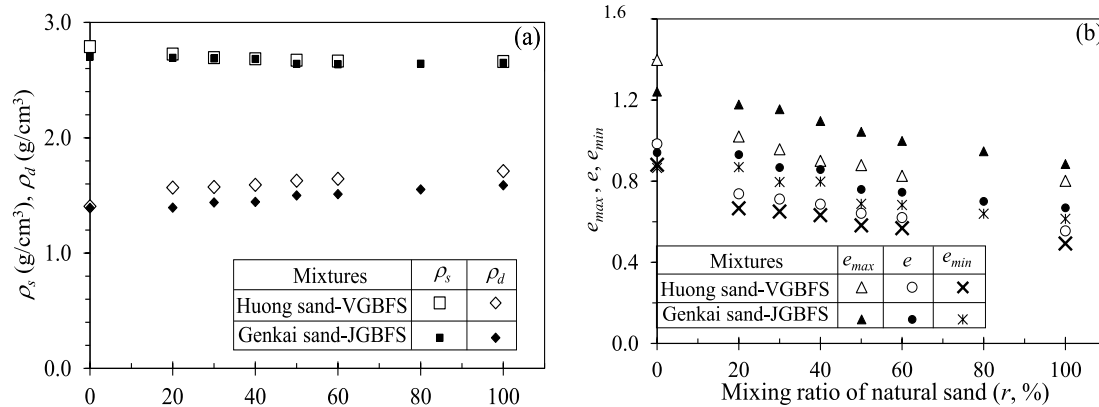 (a)
ρs (g/cm³), ρd (g/cm³)
3.0
2.0
1.0
0.0
0 20 40 60 80 100
Mixtures ρs ρd
Huong sand-VGBFS
Genkai sand-JGBFS
(b)
emax, e, emin
1.6
1.2
0.8
0.4
0.0
0 20 40 60 80 100
Mixtures emax e emin
Huong sand-VGBFS
Genkai sand-JGBFS
Mixing ratio of natural sand (r, %)